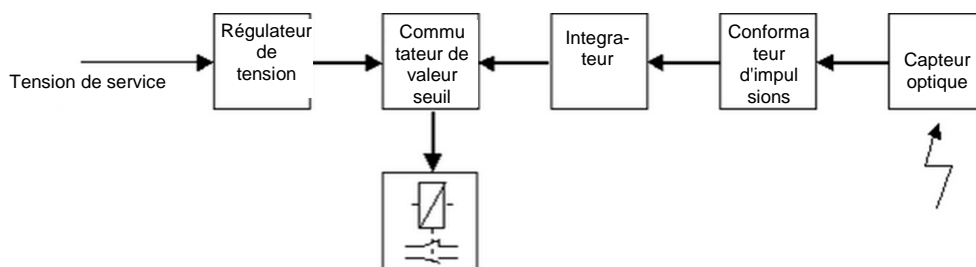 Tension de service
Régulateur
de
tension
Commu
tateur de
valeur
seuil
Integra-
teur
Conforma
teur
d'impul
sions
Capteur
optique